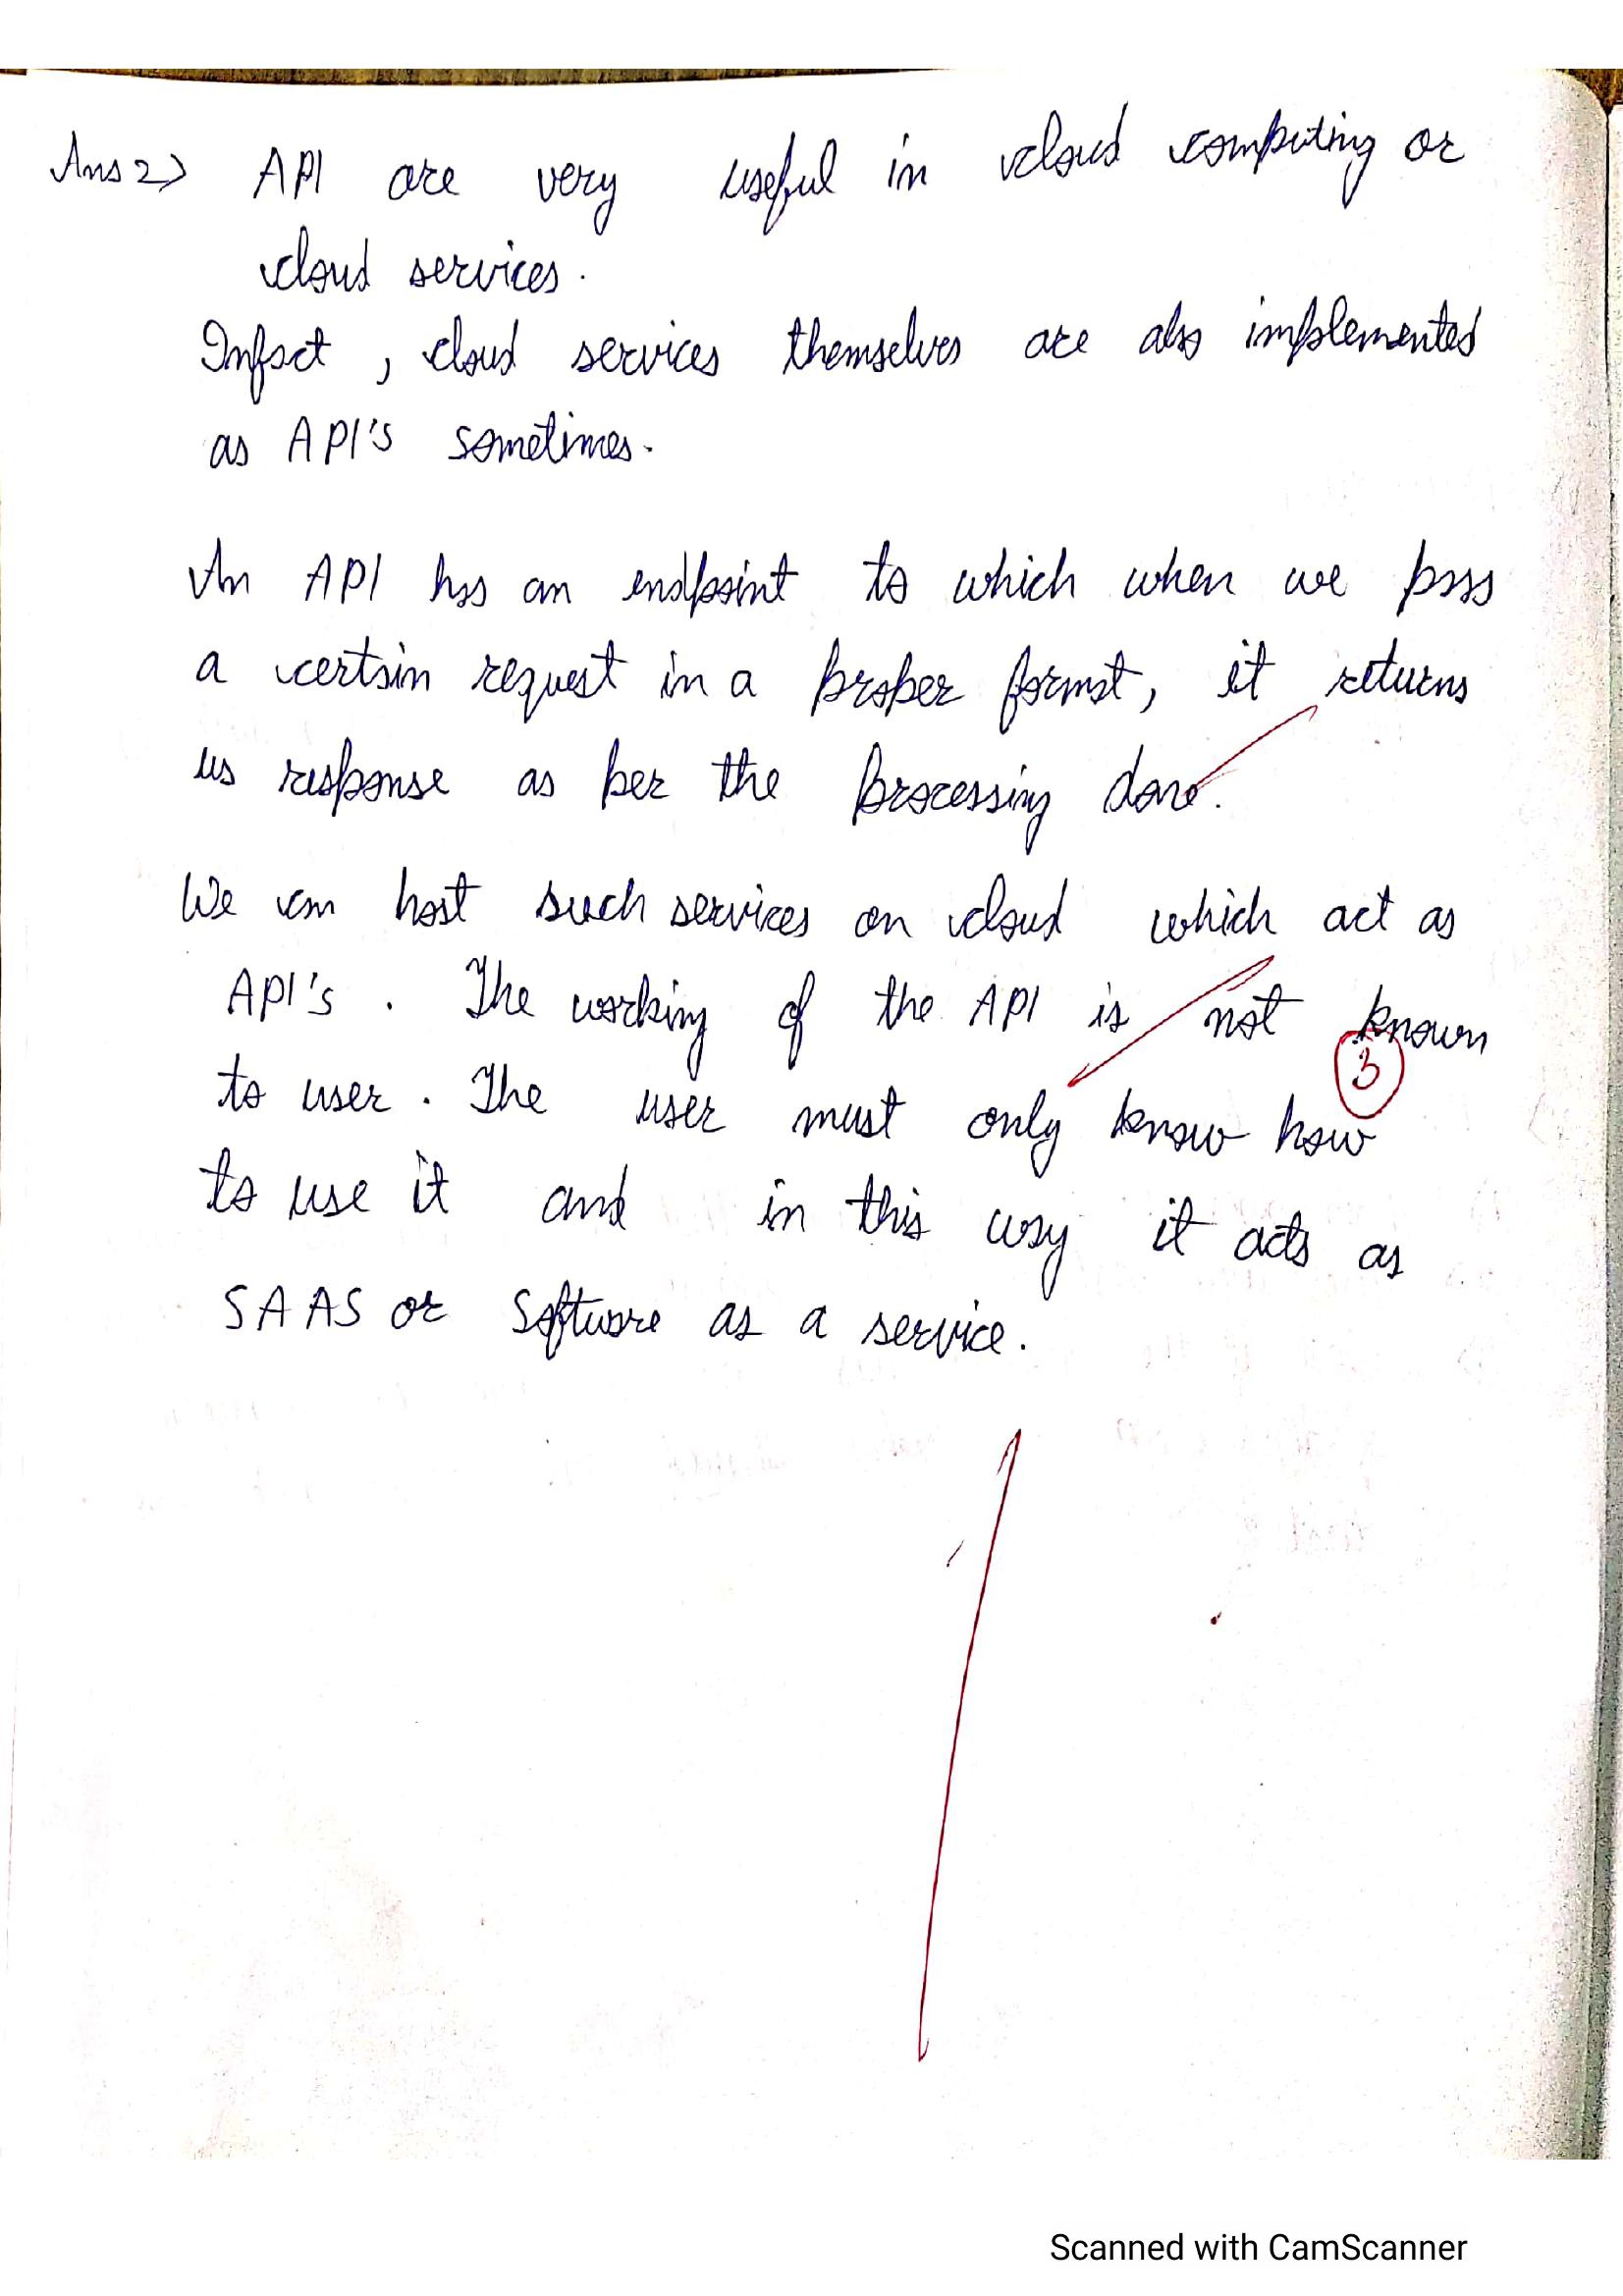 Ans 2) API are very useful in cloud computing or
cloud services.
Infact, cloud services themselves are also implemented
as API's sometimes.
An API has an endpoint to which when we pass
a certain request in a proper format, it returns
us response as per the processing done.
We can host such services on cloud which act as
API's. The working of the API is not known
3
to user. The user must only know how
to use it and in this way it acts as
SAAS or Software as a service.
Scanned with CamScanner